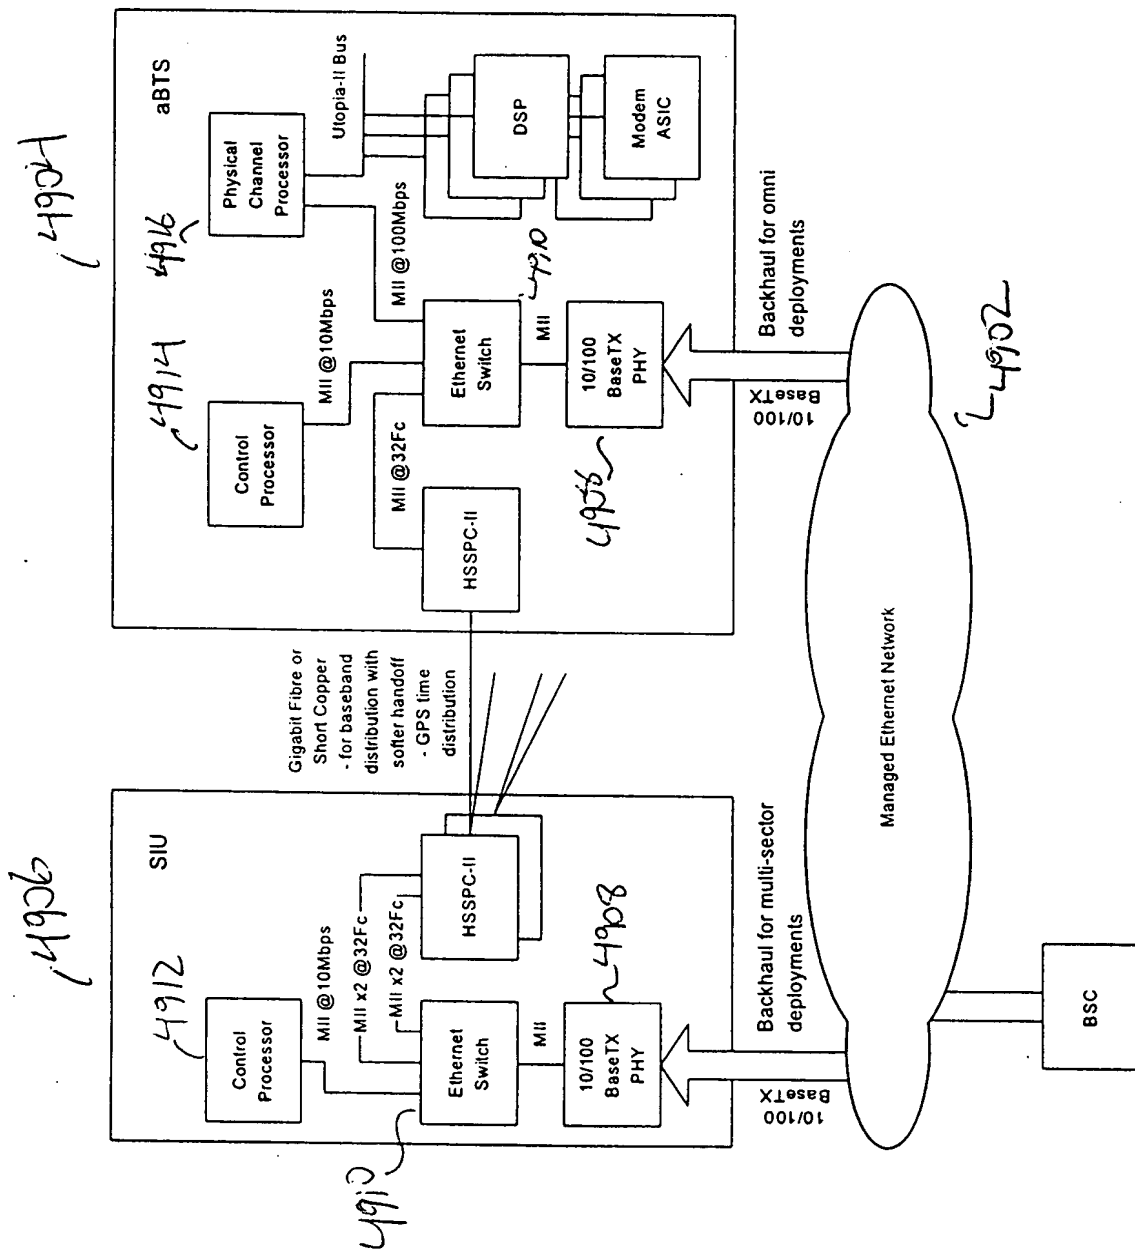 4906
4904
SIU
4912
Control
Processor
MII @10Mbps
MII x2 @32Fc
MII x2 @32Fc
HSSPC-II
4910
Ethernet
Switch
MII
10/100
BaseTX
PHY
4908
Gigabit Fibre or
Short Copper
- for baseband
distribution with
softer handoff
- GPS time
distribution
aBTS
4914
Control
Processor
4916
Physical
Channel
Processor
Utopia-II Bus
MII @10Mbps
MII @100Mbps
MII @32Fc
HSSPC-II
Ethernet
Switch
4910
MII
10/100
BaseTX
PHY
DSP
Modem
ASIC
10/100
BaseTX
Backhaul for multi-sector
deployments
10/100
BaseTX
Backhaul for omni
deployments
Managed Ethernet Network
4902
BSC